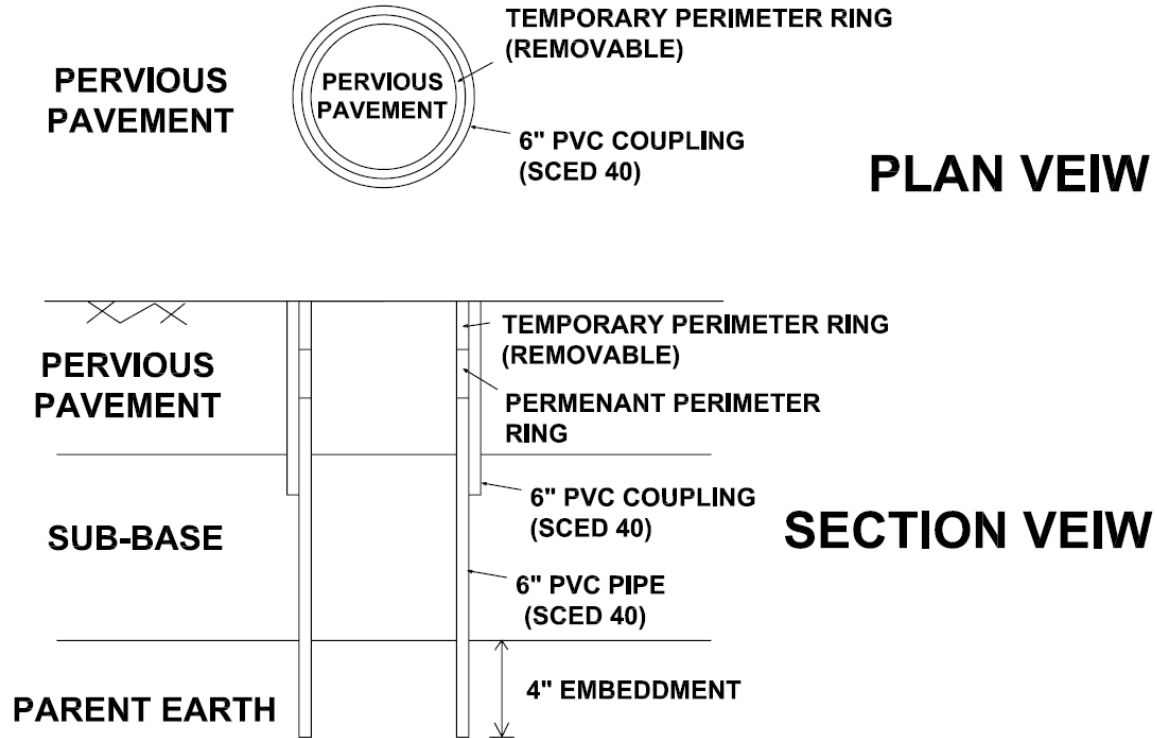 TEMPORARY PERIMETER RING
(REMOVABLE)
PERVIOUS
PAVEMENT
PERVIOUS
PAVEMENT
6" PVC COUPLING
(SCED 40)
PLAN VEIW
TEMPORARY PERIMETER RING
(REMOVABLE)
PERVIOUS
PAVEMENT
PERMENANT PERIMETER
RING
6" PVC COUPLING
(SCED 40)
SECTION VEIW
SUB-BASE
6" PVC PIPE
(SCED 40)
4" EMBEDDMENT
PARENT EARTH